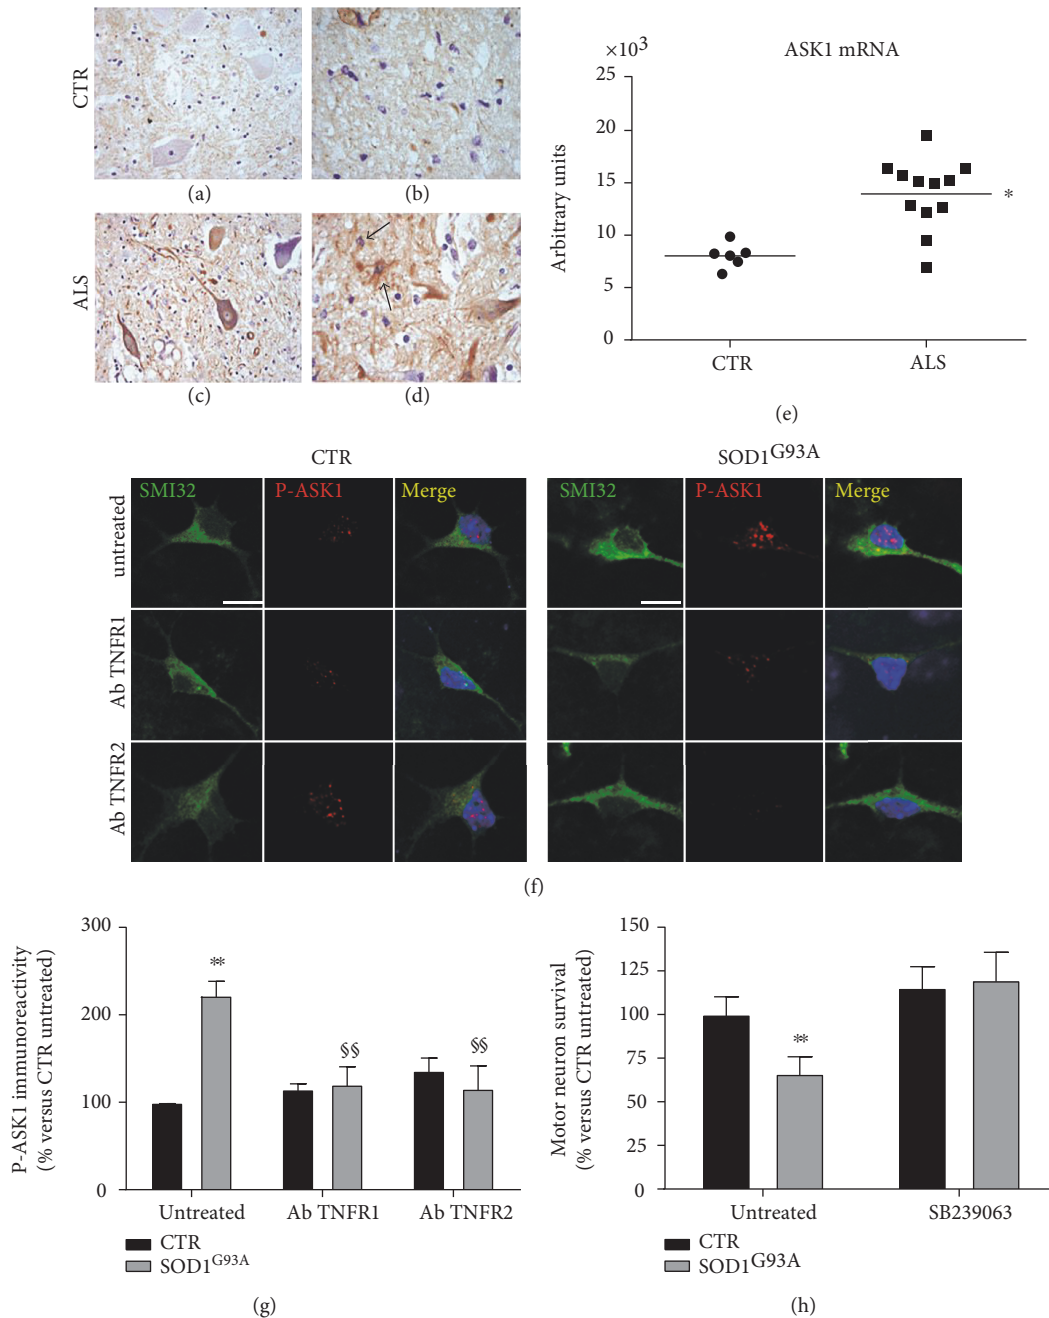 CTR
(a)
(b)
ALS
(c)
(d)
ASK1 mRNA
×10³
Arbitrary units
25
20
15
10
5
0
*
CTR
ALS
(e)
CTR
SOD1ᴳ⁹³ᴬ
SMI32
P-ASK1
Merge
SMI32
P-ASK1
Merge
untreated
Ab TNFR1
Ab TNFR2
(f)
P-ASK1 immunoreactivity
(% versus CTR untreated)
300
200
100
0
**
§§
§§
Untreated
Ab TNFR1
Ab TNFR2
CTR
SOD1ᴳ⁹³ᴬ
(g)
Motor neuron survival
(% versus CTR untreated)
150
125
100
75
50
25
0
**
Untreated
SB239063
CTR
SOD1ᴳ⁹³ᴬ
(h)